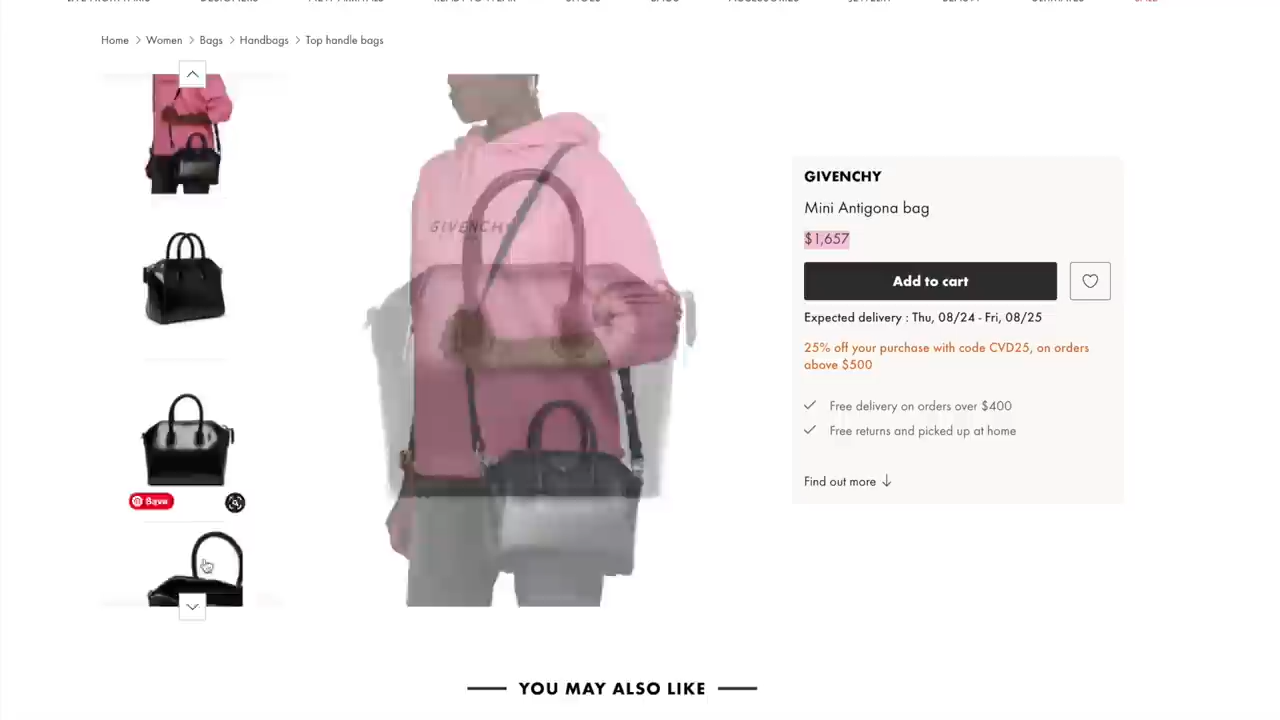 Home > Women > Bags > Handbags > Top handle bags
GIVENCHY
GIVENCHY
Mini Antigona bag
$1,657
Add to cart
Expected delivery : Thu, 08/24 - Fri, 08/25
25% off your purchase with code CVD25, on orders
above $500
Free delivery on orders over $400
Free returns and picked up at home
Save
Find out more
YOU MAY ALSO LIKE